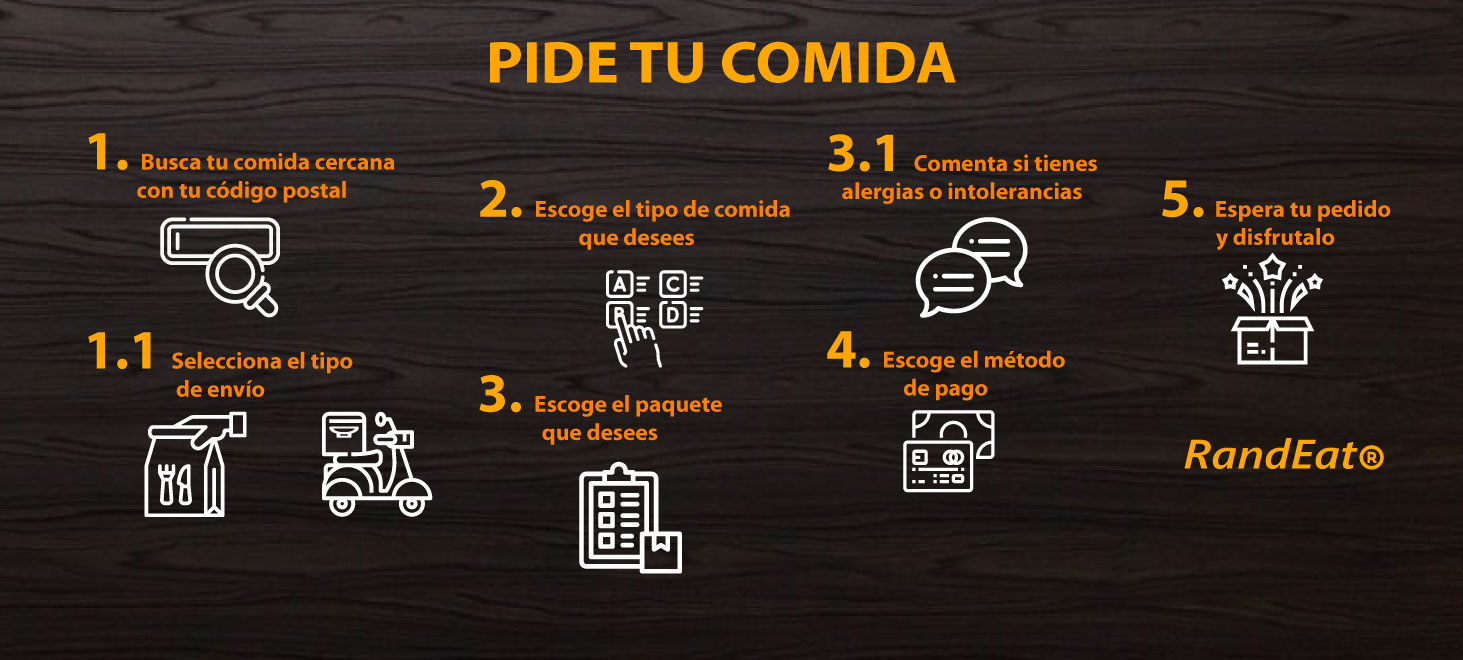 PIDE TU COMIDA
1. Busca tu comida cercana
con tu código postal
1.1 Selecciona el tipo
de envío
2. Escoge el tipo de comida
que desees
A C
B D
3. Escoge el paquete
que desees
3.1 Comenta si tienes
alergias o intolerancias
4. Escoge el método
de pago
5. Espera tu pedido
y disfrutalo
RandEat®